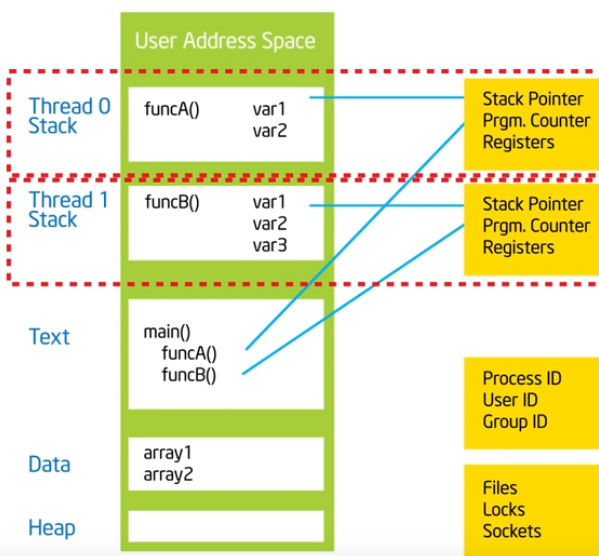 User Address Space
Thread 0
Stack
funcA() var1
var2
Stack Pointer
Prgm. Counter
Registers
Thread 1
Stack
funcB() var1
var2
var3
Stack Pointer
Prgm. Counter
Registers
Text
main()
funcA()
funcB()
Process ID
User ID
Group ID
Data
array1
array2
Files
Locks
Sockets
Heap